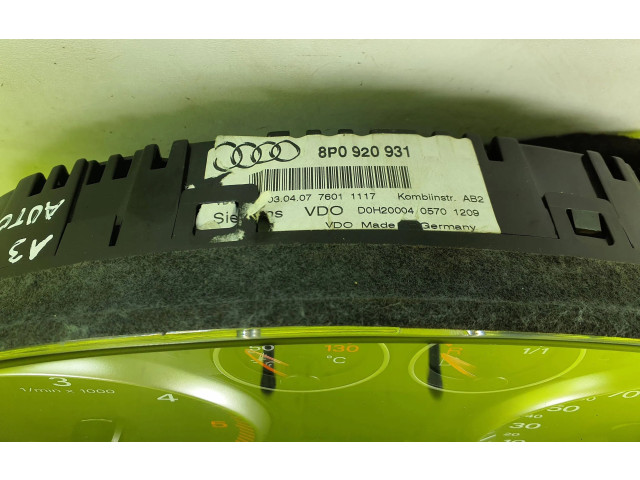 8P0 920 931
03.04.07 7601 1117 Kombiinstr. AB2
VDO D0H20004 0570 1209
VDO Made Germany
A3
AUTO
130
°C
1/1
3
1/min x 1000
4
5
50
30